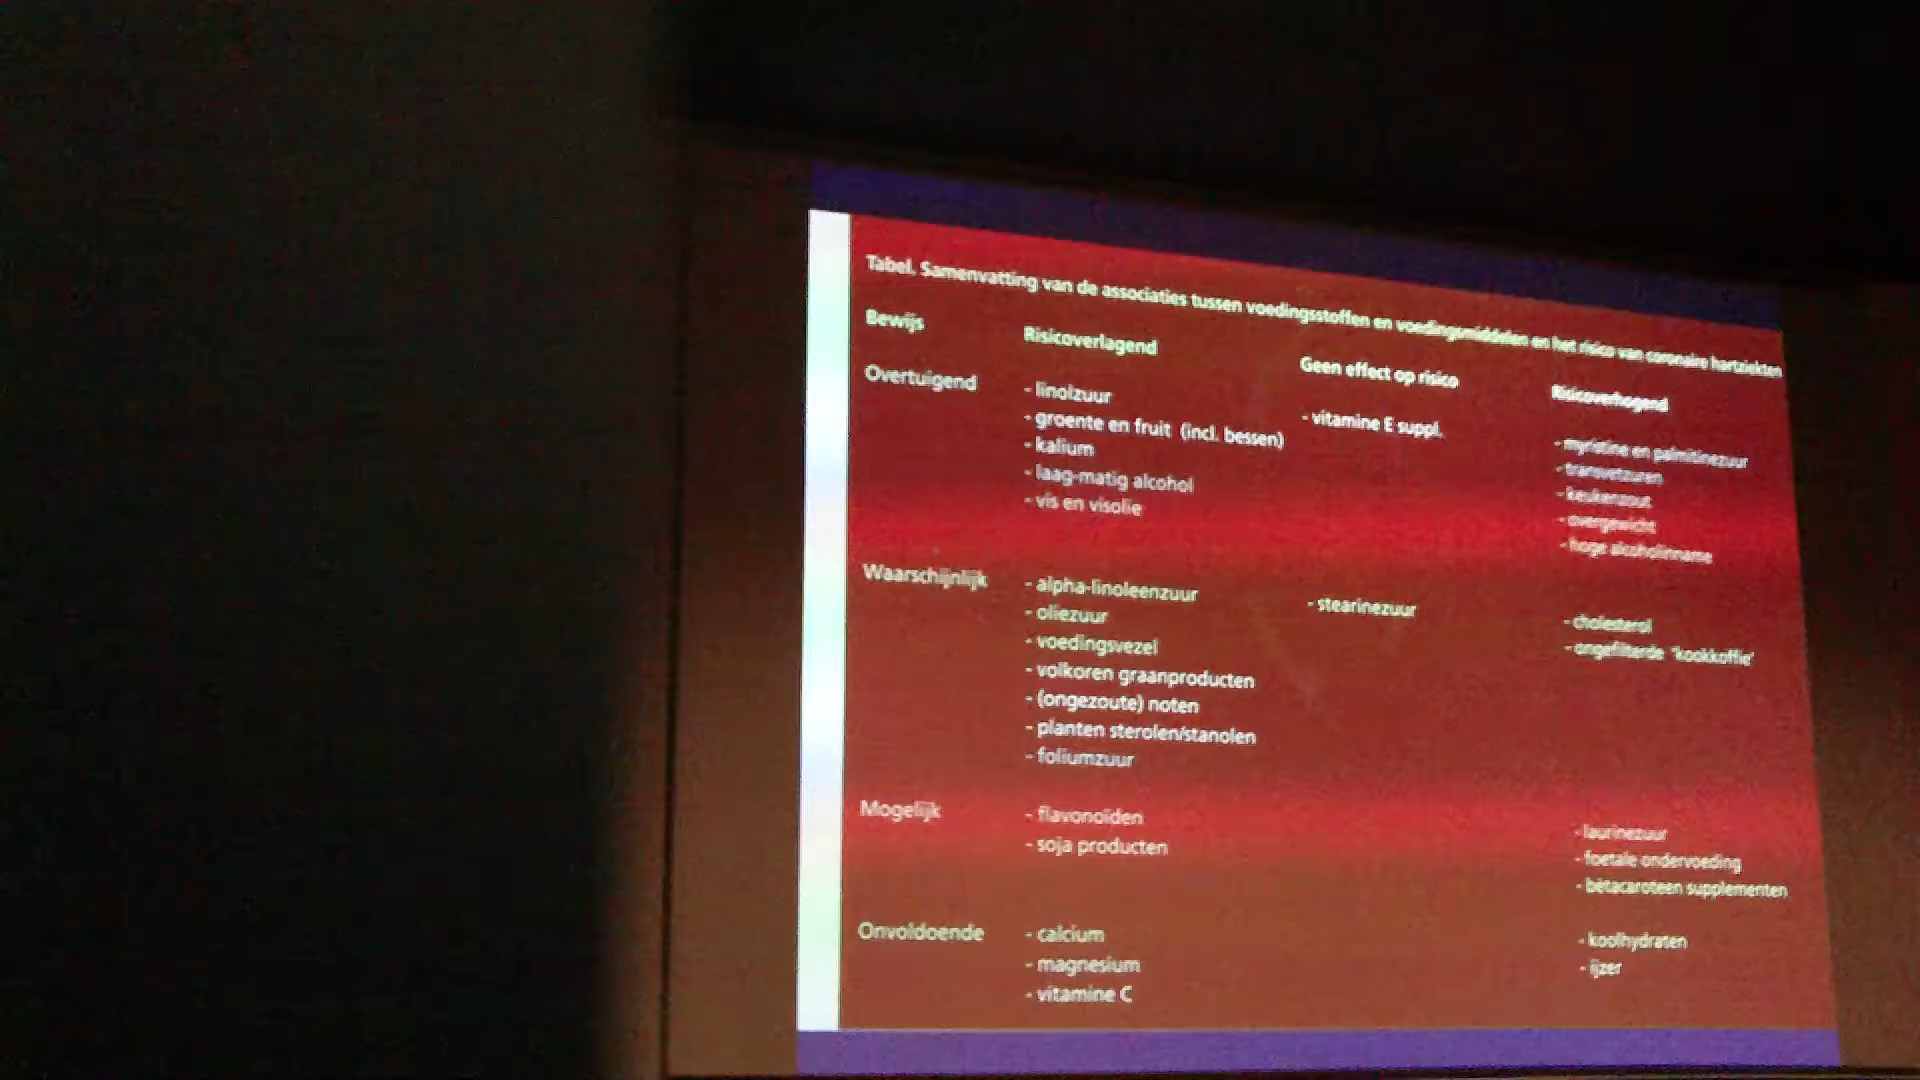 Tabel. Samenvatting van de associaties tussen voedingsstoffen en voedingsmiddelen en het risico van coronaire hartziekten
Bewijs Risicoverlagend Geen effect op risico Risicoverhogend
Overtuigend - linolzuur - vitamine E suppl. - myristine en palmitinezuur
- groente en fruit (incl. bessen) - transvetzuren
- kalium - keukenzout
- laag-matig alcohol - overgewicht
- vis en visolie - hoge alcoholinname
Waarschijnlijk - alpha-linoleenzuur - stearinezuur - cholesterol
- oliezuur - ongefilterde 'kookkoffie'
- voedingsvezel
- volkoren graanproducten
- (ongezoute) noten
- planten sterolen/stanolen
- foliumzuur
Mogelijk - flavonoïden - laurinezuur
- soja producten - foetale ondervoeding
- bètacaroteen supplementen
Onvoldoende - calcium - koolhydraten
- magnesium - ijzer
- vitamine C